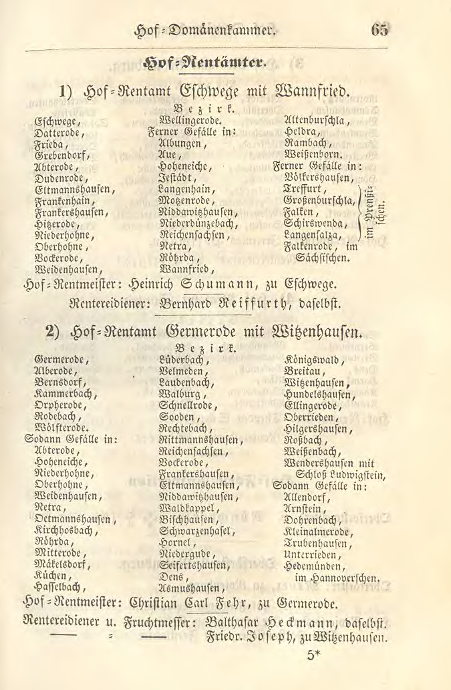 Hof-Domänenkammer. 65
Hof-Rentämter.
1) Hof-Rentamt Eschwege mit Wannfried.
Bezirk.
Eschwege,
Datterode,
Frieda,
Grebendorf,
Abterode,
Dudenrode,
Eltmannshausen,
Frankenhain,
Frankershausen,
Hitzerode,
Niederhohne,
Oberhohne,
Vockerode,
Weidenhausen,
Wellingerode.
Ferner Gefälle in:
Albungen,
Aue,
Hoheneiche,
Jestädt,
Langenhain,
Motzenrode,
Niddawitzhausen,
Niederdünzebach,
Reichensachsen,
Netra,
Röhrda,
Wannfried,
Altenburschla,
Heldra,
Rambach,
Weißenborn.
Ferner Gefälle in:
Völkershausen,
Treffurt,
Großenburschla,
Falken,
Schirswenda,
Langensalza,
im Preußi-
schen.
Falkenrode, im
Sächsischen.
Hof-Rentmeister: Heinrich Schumann, zu Eschwege.
Rentereidiener: Bernhard Reiffurth, daselbst.
2) Hof-Rentamt Germerode mit Witzenhausen.
Bezirk.
Germerode,
Alberode,
Bernsdorf,
Kammerbach,
Orpherode,
Rodebach,
Wölfterode.
Sodann Gefälle in:
Abterode,
Hoheneiche,
Niederhohne,
Oberhohne,
Weidenhausen,
Netra,
Oetmannshausen,
Kirchhosbach,
Röhrda,
Mitterode,
Mäkelsdorf,
Küchen,
Hasselbach,
Lüderbach,
Velmeden,
Laudenbach,
Walburg,
Schnellrode,
Sooden,
Rechtebach,
Rittmannshausen,
Reichensachsen,
Vockerode,
Frankershausen,
Eltmannshausen,
Niddawitzhausen,
Waldkappel,
Bischhausen,
Schwarzenhasel,
Hornel,
Niedergude,
Seifertshausen,
Dens,
Asmushausen,
Königswald,
Breitau,
Witzenhausen,
Hundelshausen,
Ellingerode,
Oberrieden,
Hilgershausen,
Roßbach,
Weißenbach,
Wendershausen mit
Schloß Ludwigstein,
Sodann Gefälle in:
Allendorf,
Arnstein,
Dohrenbach,
Kleinalmerode,
Trubenhausen,
Unterrieden,
Hedemünden,
im Hannoverschen.
Hof-Rentmeister: Christian Carl Fehr, zu Germerode.
Rentereidiener u. Fruchtmesser: Balthasar Heckmann, daselbst.
— - — Friedr. Joseph, zu Witzenhausen.
5*